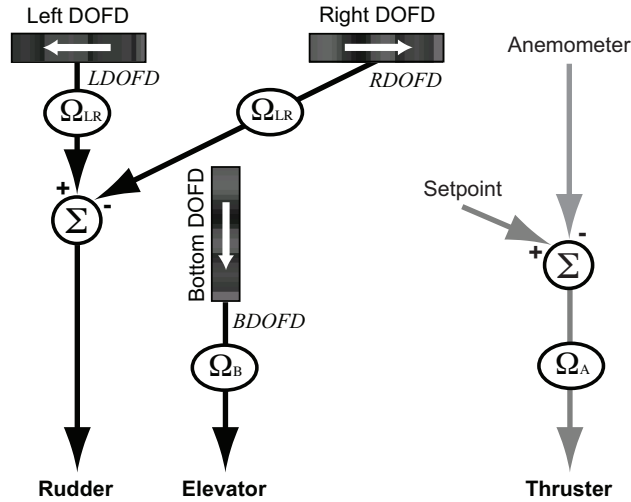 Left DOFD
Right DOFD
Anemometer
LDOFD
RDOFD
ΩLR
ΩLR
Setpoint
+
-
Σ
Bottom DOFD
-
+
Σ
BDOFD
ΩB
ΩA
Rudder
Elevator
Thruster